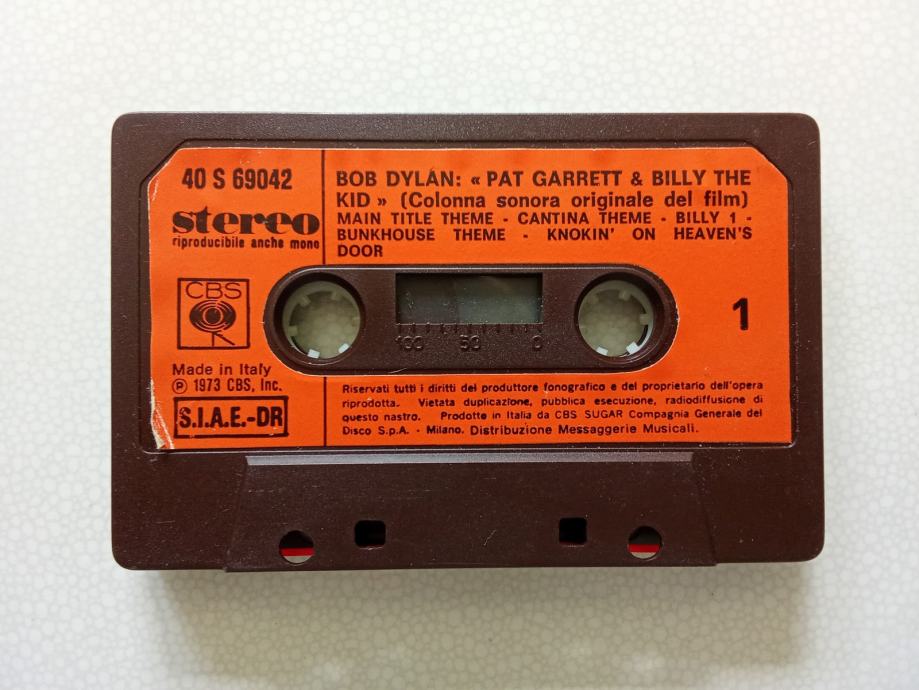 40 S 69042
stereo
riproducibile anche mono
CBS
Made in Italy
Ⓟ 1973 CBS, Inc.
S.I.A.E.-DR
BOB DYLAN: « PAT GARRETT & BILLY THE
KID » (Colonna sonora originale del film)
MAIN TITLE THEME - CANTINA THEME - BILLY 1 -
BUNKHOUSE THEME - KNOKIN' ON HEAVEN'S
DOOR
1
100 50 0
Riservati tutti i diritti del produttore fonografico e del proprietario dell'opera
riprodotta. Vietata duplicazione, pubblica esecuzione, radiodiffusione di
questo nastro. Prodotto in Italia da CBS SUGAR Compagnia Generale del
Disco S.p.A. - Milano. Distribuzione Messaggerie Musicali.